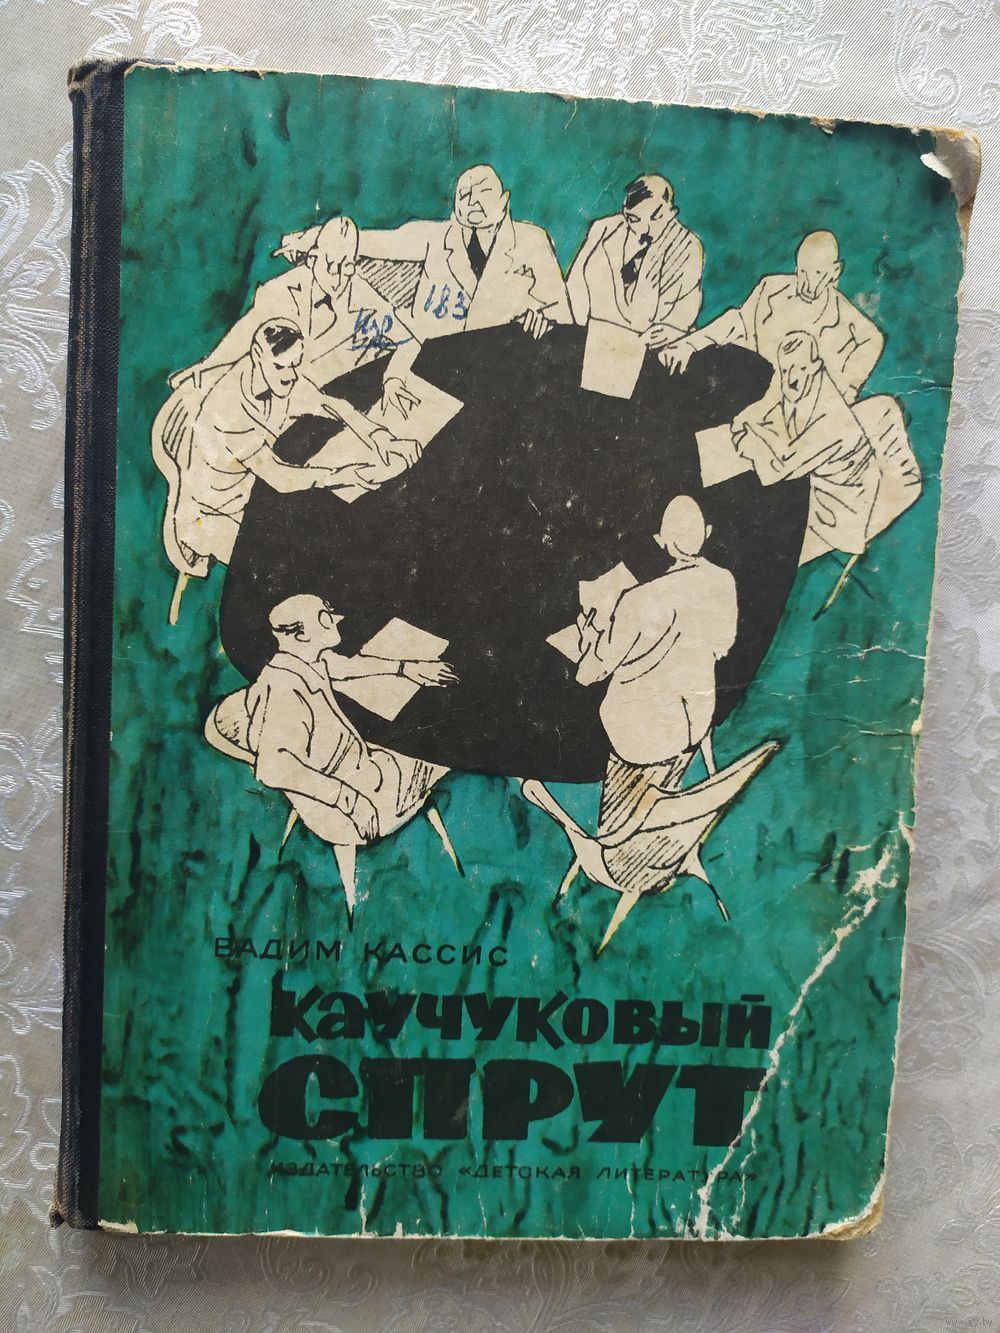 183
ВАДИМ КАССИС
КАУЧУКОВЫЙ
СПРУТ
ИЗДАТЕЛЬСТВО «ДЕТСКАЯ ЛИТЕРАТУРА»